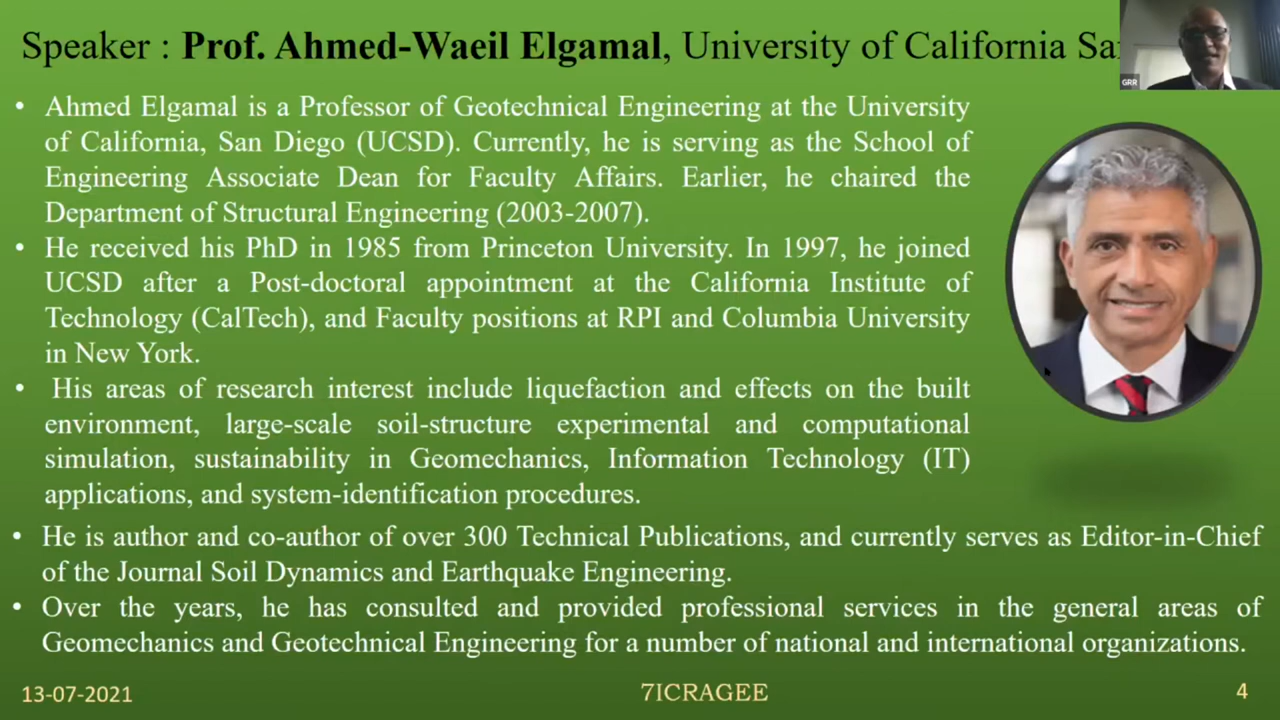 Speaker : Prof. Ahmed-Waeil Elgamal, University of California Sa
GRR
• Ahmed Elgamal is a Professor of Geotechnical Engineering at the University
of California, San Diego (UCSD). Currently, he is serving as the School of
Engineering Associate Dean for Faculty Affairs. Earlier, he chaired the
Department of Structural Engineering (2003-2007).
• He received his PhD in 1985 from Princeton University. In 1997, he joined
UCSD after a Post-doctoral appointment at the California Institute of
Technology (CalTech), and Faculty positions at RPI and Columbia University
in New York.
• His areas of research interest include liquefaction and effects on the built
environment, large-scale soil-structure experimental and computational
simulation, sustainability in Geomechanics, Information Technology (IT)
applications, and system-identification procedures.
• He is author and co-author of over 300 Technical Publications, and currently serves as Editor-in-Chief
of the Journal Soil Dynamics and Earthquake Engineering.
• Over the years, he has consulted and provided professional services in the general areas of
Geomechanics and Geotechnical Engineering for a number of national and international organizations.
13-07-2021
7ICRAGEE
4